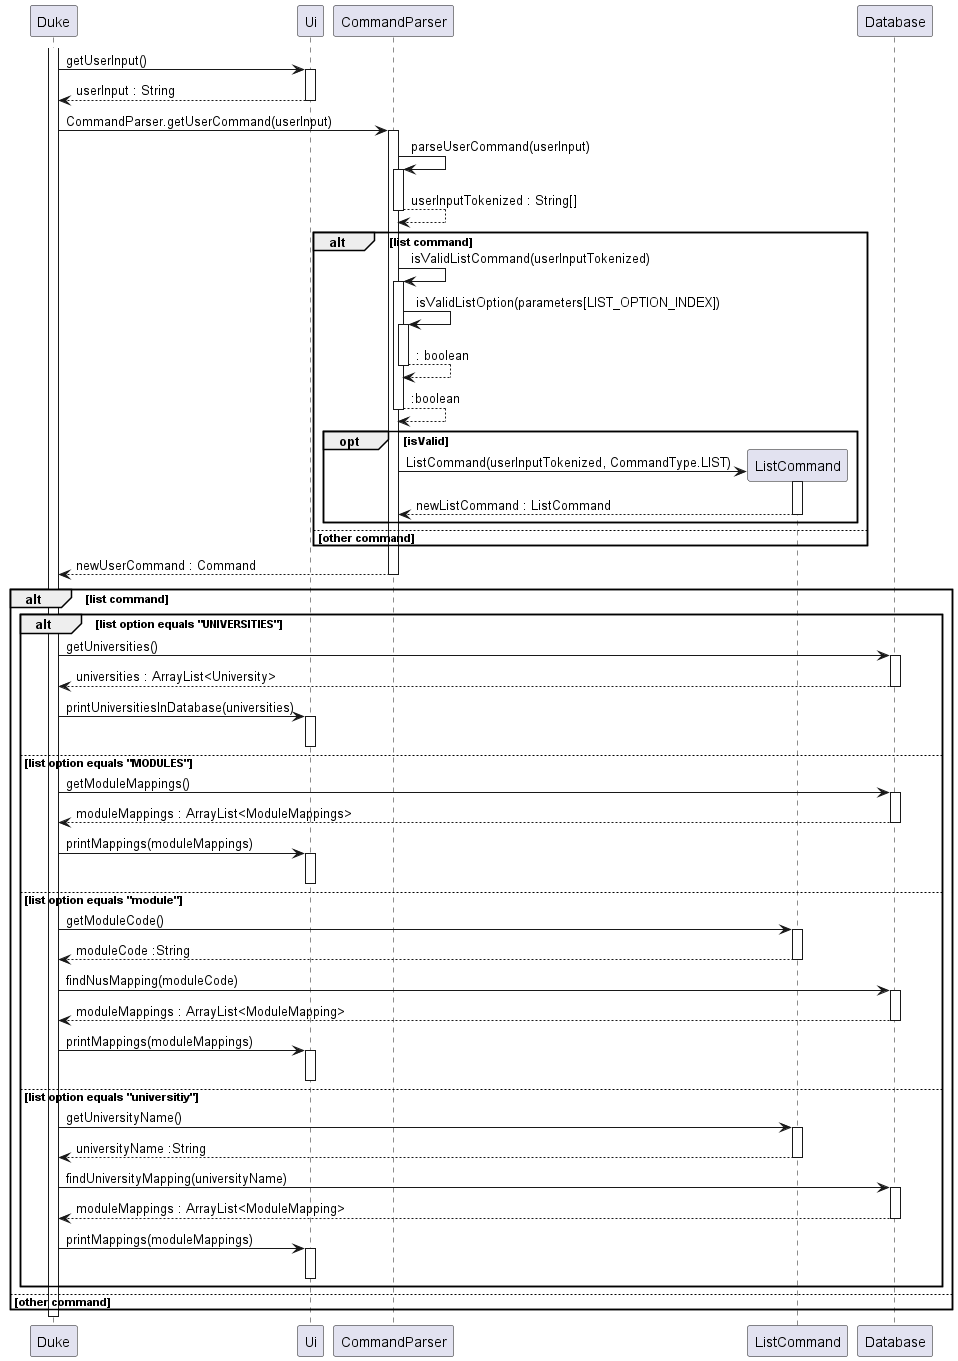 Duke
Ui
CommandParser
Database
getUserInput()
userInput : String
CommandParser.getUserCommand(userInput)
parseUserCommand(userInput)
userInputTokenized : String[]
alt [list command]
isValidListCommand(userInputTokenized)
isValidListOption(parameters[LIST_OPTION_INDEX])
: boolean
:boolean
opt [isValid]
ListCommand(userInputTokenized, CommandType.LIST)
ListCommand
newListCommand : ListCommand
[other command]
newUserCommand : Command
alt [list command]
alt [list option equals "UNIVERSITIES"]
getUniversities()
universities : ArrayList<University>
printUniversitiesInDatabase(universities)
[list option equals "MODULES"]
getModuleMappings()
moduleMappings : ArrayList<ModuleMappings>
printMappings(moduleMappings)
[list option equals "module"]
getModuleCode()
moduleCode :String
findNusMapping(moduleCode)
moduleMappings : ArrayList<ModuleMapping>
printMappings(moduleMappings)
[list option equals "universitiy"]
getUniversityName()
universityName :String
findUniversityMapping(universityName)
moduleMappings : ArrayList<ModuleMapping>
printMappings(moduleMappings)
[other command]
Duke
Ui
CommandParser
ListCommand
Database